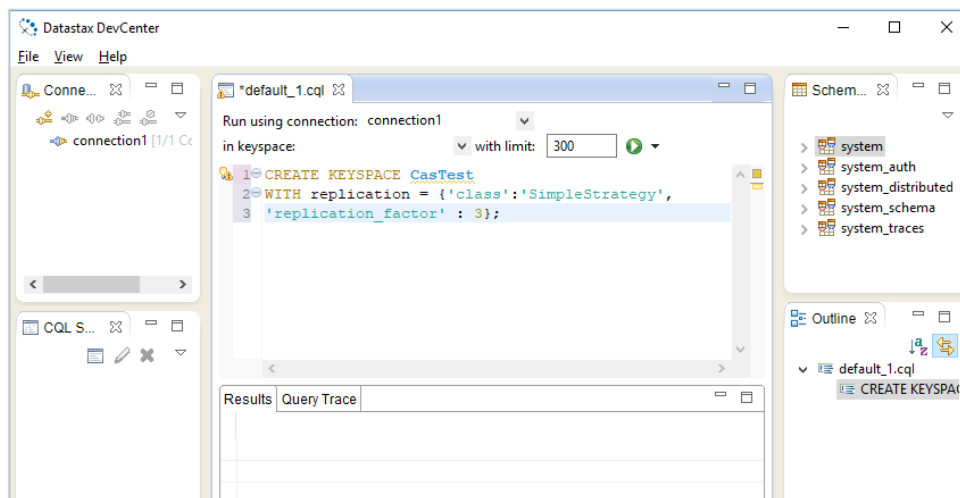 Datastax DevCenter
File View Help
Conne...
connection1 [1/1 Cc
CQL S...
*default_1.cql
Run using connection: connection1
in keyspace: with limit: 300
1 CREATE KEYSPACE CasTest
2 WITH replication = {'class':'SimpleStrategy',
3 'replication_factor' : 3};
Results Query Trace
Schem...
system
system_auth
system_distributed
system_schema
system_traces
Outline
default_1.cql
CREATE KEYSPAC